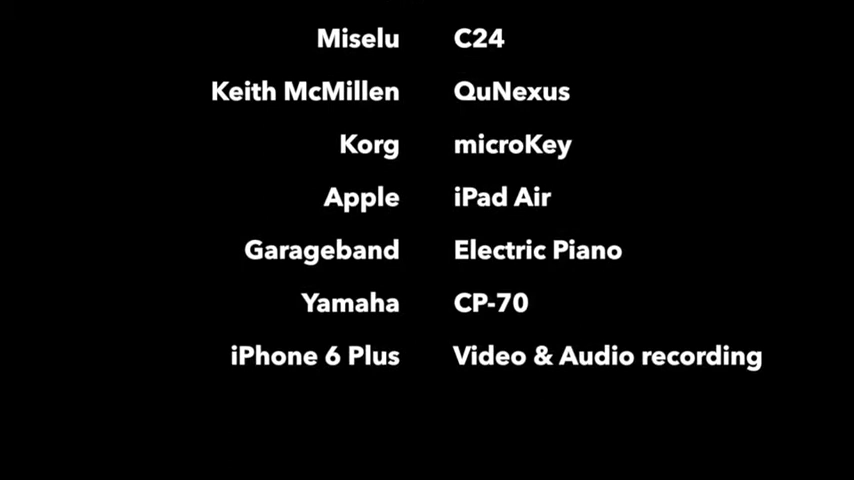 Miselu C24
Keith McMillen QuNexus
Korg microKey
Apple iPad Air
Garageband Electric Piano
Yamaha CP-70
iPhone 6 Plus Video & Audio recording